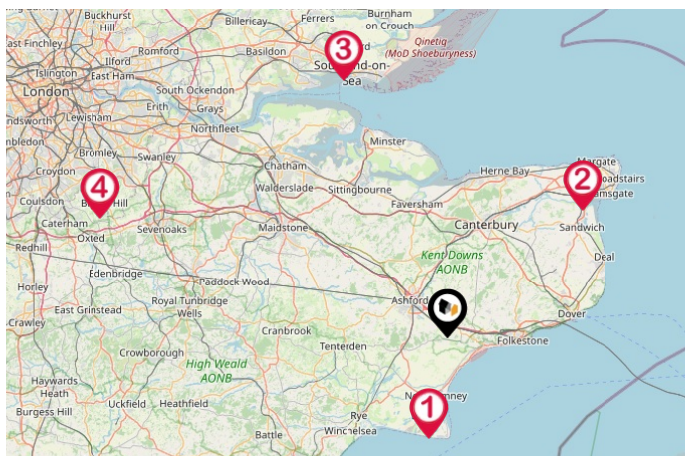 Buckhurst
Hill
Billericay
Ferrers
Burnham
on Crouch
East Finchley
Romford
Basildon
Qinetiq
(MoD Shoeburyness)
3
Islington
Ilford
East Ham
Sea
London
South Ockendon
Erith
Grays
Lewisham
Northfleet
Minster
Bromley
Swanley
Chatham
Margate
Croydon
Walderslade
Sittingbourne
Herne Bay
Broadstairs
4
2
Coulsdon
Faversham
Caterham
Canterbury
Sandwich
Oxted
Sevenoaks
Maidstone
Redhill
Kent Downs
AONB
Deal
Edenbridge
Horley
Paddock Wood
Royal Tunbridge
Wells
Ashford
East Grinstead
Dover
Crawley
Cranbrook
Folkestone
Crowborough
Tenterden
High Weald
AONB
Haywards
Heath
Uckfield
Heathfield
1
Burgess Hill
Rye
Winchelsea
Battle